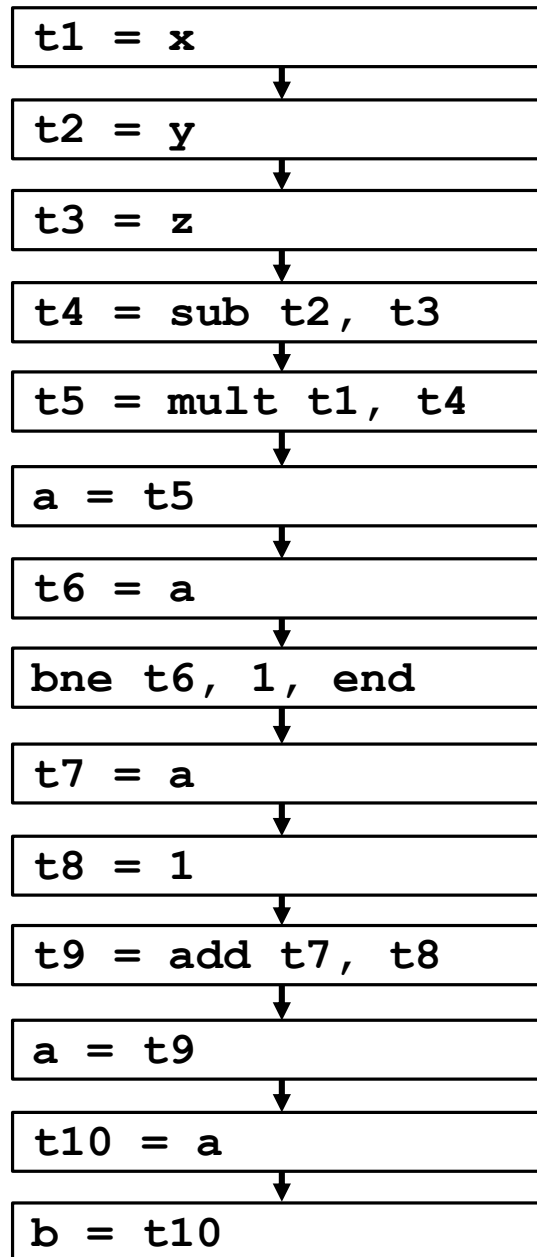 t1 = x
t2 = y
t3 = z
t4 = sub t2, t3
t5 = mult t1, t4
a = t5
t6 = a
bne t6, 1, end
t7 = a
t8 = 1
t9 = add t7, t8
a = t9
t10 = a
b = t10